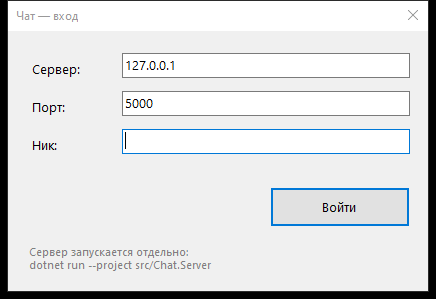 Чат — вход
Сервер: 127.0.0.1
Порт: 5000
Ник:
Войти
Сервер запускается отдельно:
dotnet run --project src/Chat.Server